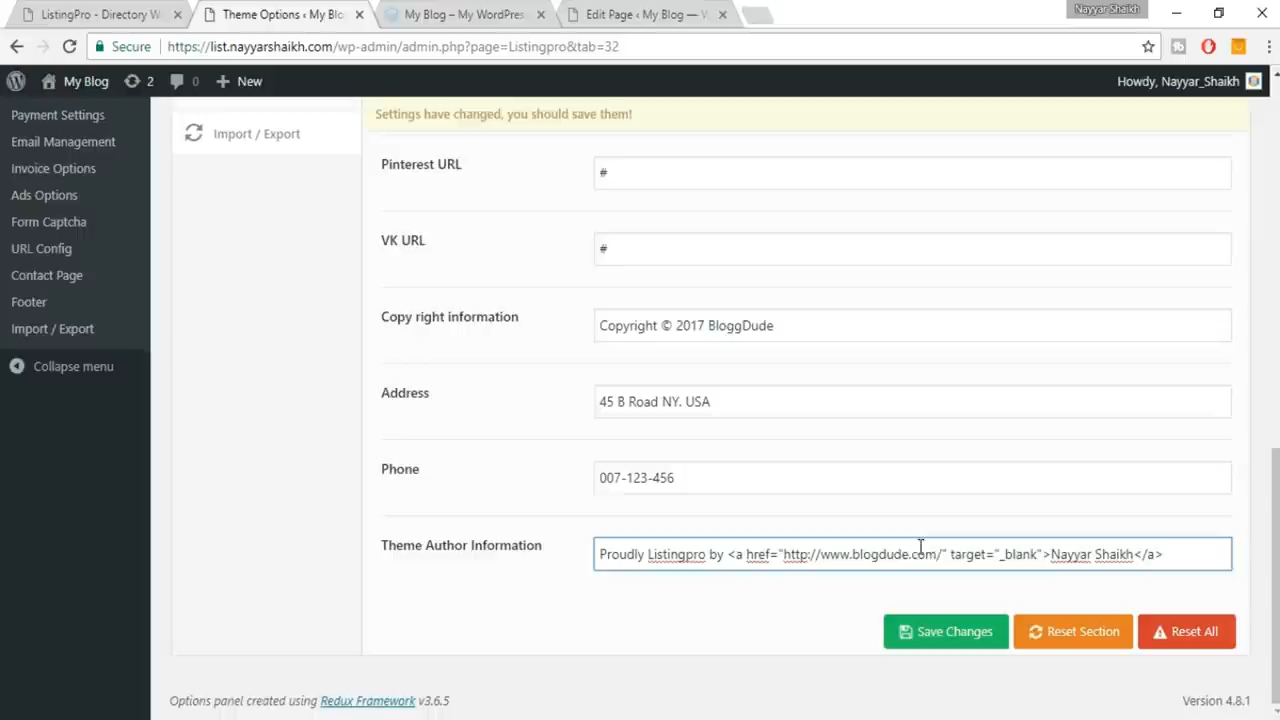 ListingPro - Directory W
Theme Options ‹ My Blo
My Blog – My WordPre
Edit Page ‹ My Blog — V
Nayyar Shaikh
Secure
https://list.nayyarshaikh.com/wp-admin/admin.php?page=Listingpro&tab=32
My Blog
2
0
New
Howdy, Nayyar_Shaikh
Payment Settings
Email Management
Invoice Options
Ads Options
Form Captcha
URL Config
Contact Page
Footer
Import / Export
Collapse menu
Import / Export
Settings have changed, you should save them!
Pinterest URL
#
VK URL
#
Copy right information
Copyright © 2017 BloggDude
Address
45 B Road NY. USA
Phone
007-123-456
Theme Author Information
Proudly Listingpro by <a href="http://www.blogdude.com/" target="_blank">Nayyar Shaikh</a>
Save Changes
Reset Section
Reset All
Options panel created using Redux Framework v3.6.5
Version 4.8.1